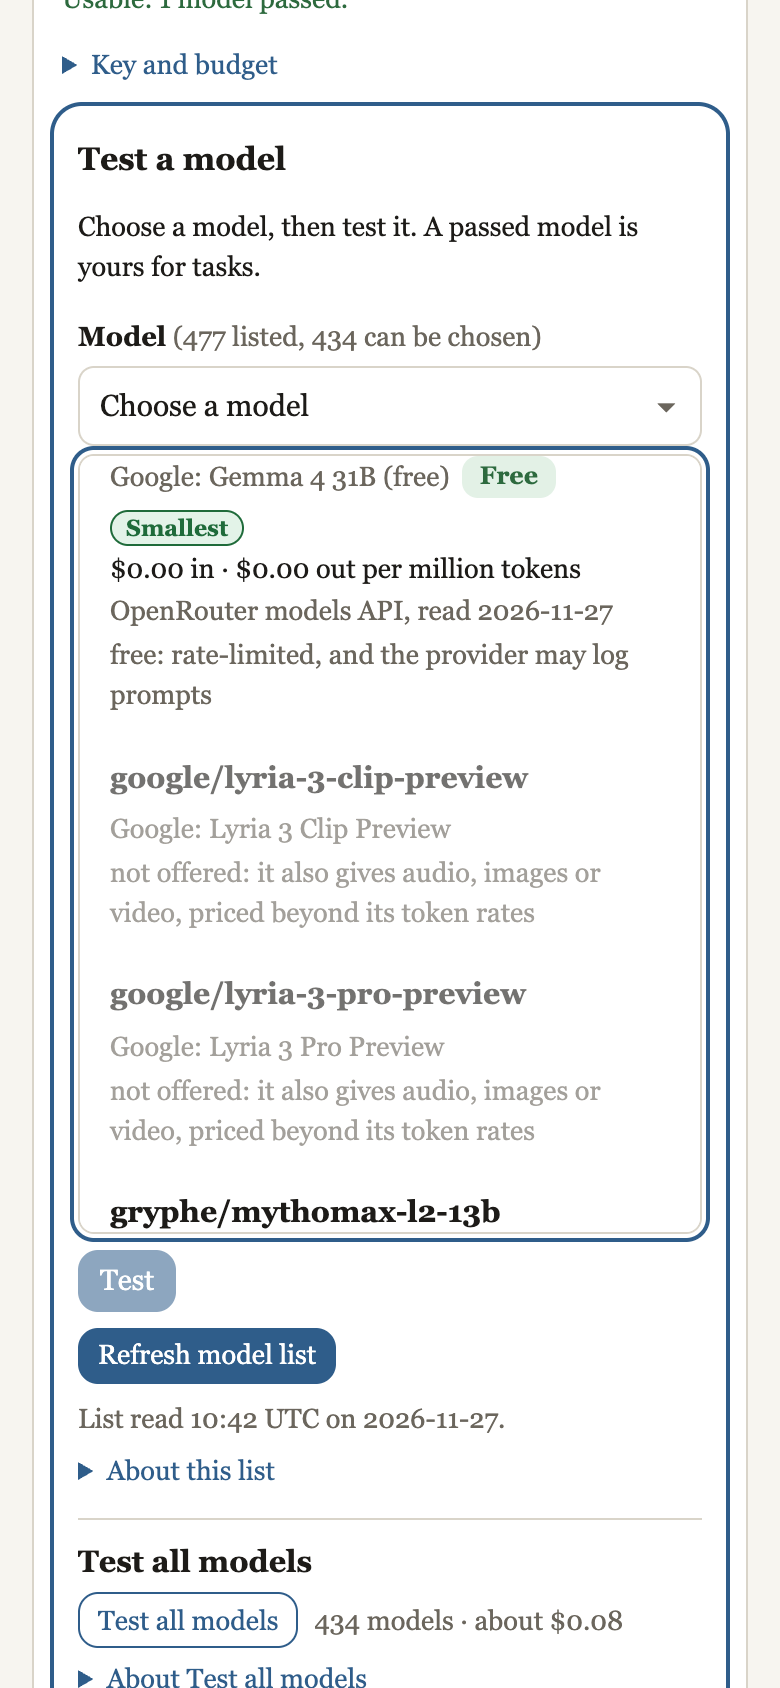 Usable: 1 model passed.
Key and budget
Test a model
Choose a model, then test it. A passed model is
yours for tasks.
Model (477 listed, 434 can be chosen)
Choose a model
Google: Gemma 4 31B (free) Free
Smallest
$0.00 in · $0.00 out per million tokens
OpenRouter models API, read 2026-11-27
free: rate-limited, and the provider may log
prompts
google/lyria-3-clip-preview
Google: Lyria 3 Clip Preview
not offered: it also gives audio, images or
video, priced beyond its token rates
google/lyria-3-pro-preview
Google: Lyria 3 Pro Preview
not offered: it also gives audio, images or
video, priced beyond its token rates
gryphe/mythomax-l2-13b
Test
Refresh model list
List read 10:42 UTC on 2026-11-27.
About this list
Test all models
Test all models 434 models · about $0.08
About Test all models